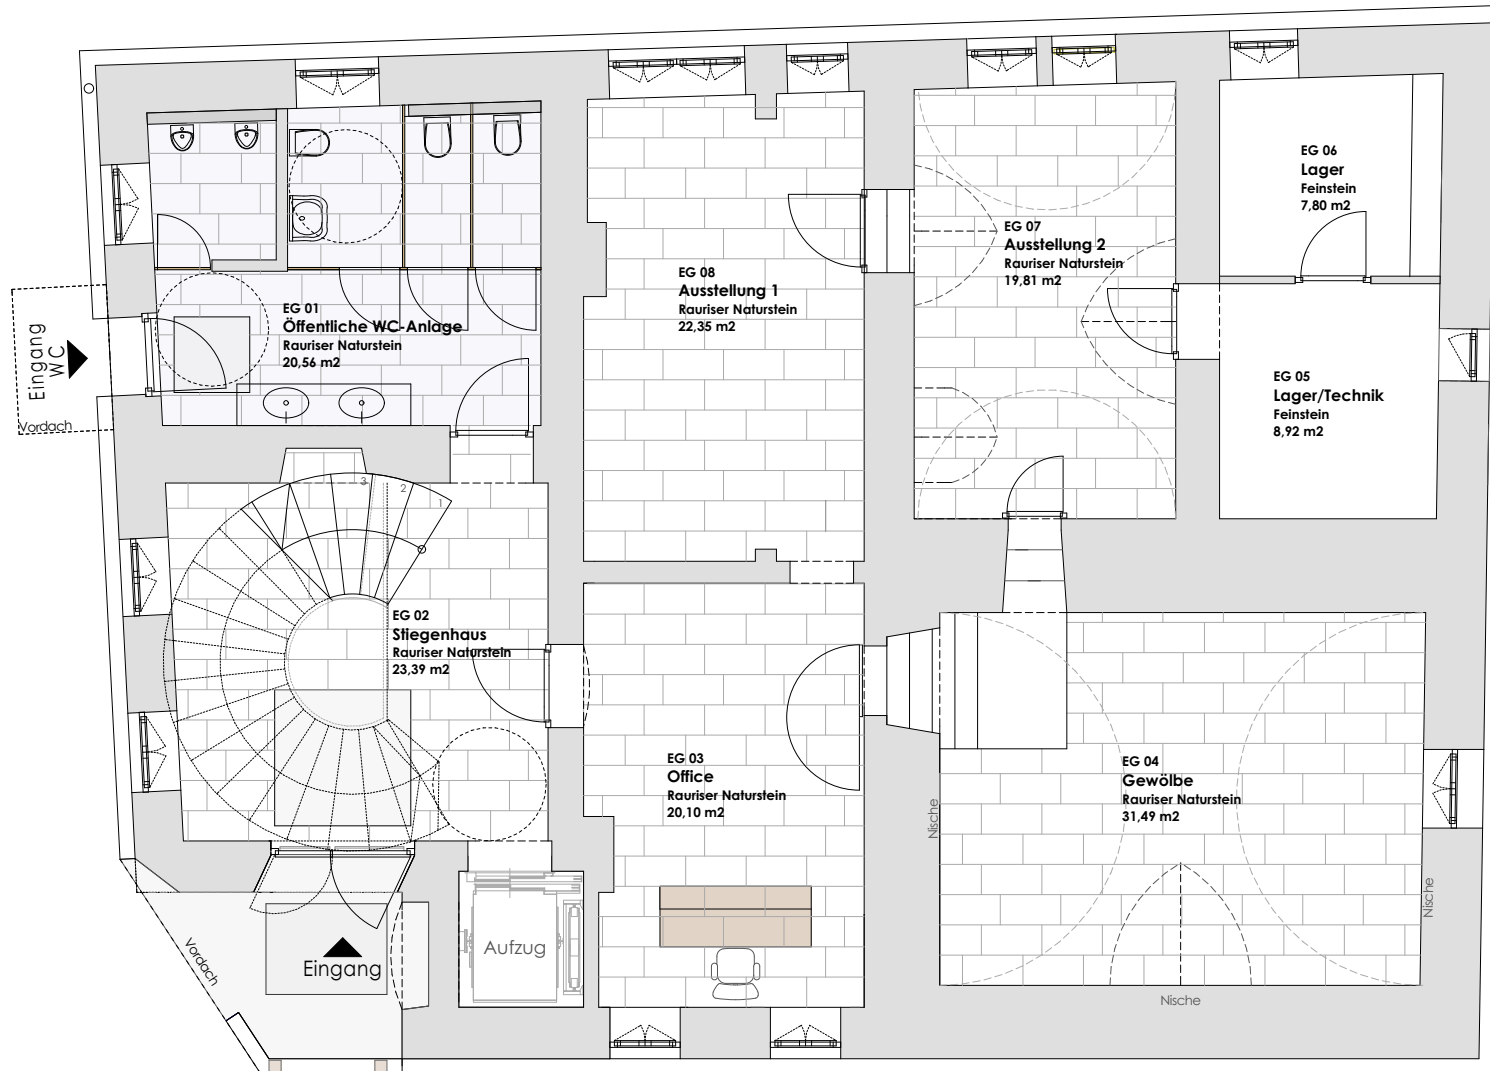 EG 01
Öffentliche WC-Anlage
Rauriser Naturstein
20,56 m2
EG 08
Ausstellung 1
Rauriser Naturstein
22,35 m2
EG 07
Ausstellung 2
Rauriser Naturstein
19,81 m2
EG 06
Lager
Feinstein
7,80 m2
EG 05
Lager/Technik
Feinstein
8,92 m2
Eingang
WC
Vordach
3
2
1
EG 02
Stiegenhaus
Rauriser Naturstein
23,39 m2
EG 03
Office
Rauriser Naturstein
20,10 m2
EG 04
Gewölbe
Rauriser Naturstein
31,49 m2
Nische
Nische
Nische
Aufzug
Vordach
Eingang